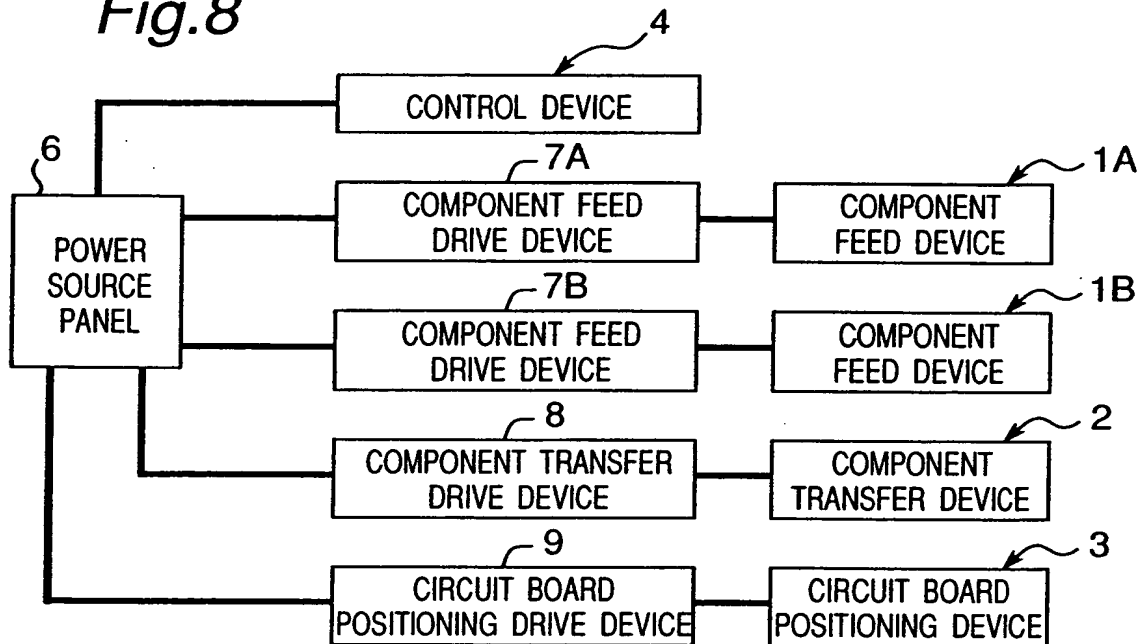 Fig.8
4
CONTROL DEVICE
6
POWER
SOURCE
PANEL
7A
COMPONENT FEED
DRIVE DEVICE
1A
COMPONENT
FEED DEVICE
7B
COMPONENT FEED
DRIVE DEVICE
1B
COMPONENT
FEED DEVICE
8
COMPONENT TRANSFER
DRIVE DEVICE
2
COMPONENT
TRANSFER DEVICE
9
CIRCUIT BOARD
POSITIONING DRIVE DEVICE
3
CIRCUIT BOARD
POSITIONING DEVICE